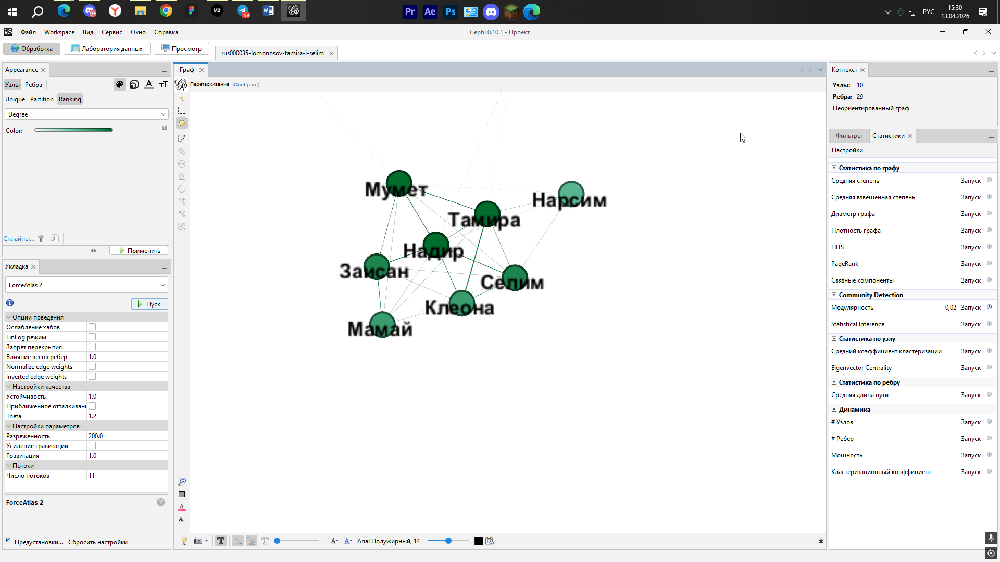 9+
V2
99
Pr
Ae
Ps
РУС
15:30
13.04.2026
Файл Workspace Вид Сервис Окно Справка
Gephi 0.10.1 - Проект
Обработка
Лаборатория данных
Просмотр
rus000035-lomonosov-tamira-i-selim
Appearance
Узлы Рёбра
Unique Partition Ranking
Degree
Color:
Сплайны...
Применить
Укладка
ForceAtlas 2
Пуск
Опции поведения
Ослабление хабов
LinLog режим
Запрет перекрытия
Влияние весов ребёр 1.0
Normalize edge weights
Inverted edge weights
Настройки качества
Устойчивость 1.0
Приближенное отталкивани
Theta 1.2
Настройки параметров
Разреженность 200.0
Усиление гравитации
Гравитация 1.0
Потоки
Число потоков 11
ForceAtlas 2
Предустановки... Сбросить настройки
Граф
Перетаскивание (Configure)
Мумет
Нарсим
Тамира
Надир
Заисан
Селим
Клеона
Мамай
Arial Полужирный, 14
Контекст
Узлы: 10
Рёбра: 29
Неориентированный граф
Фильтры Статистики
Настройки
Статистика по графу
Средняя степень Запуск
Средняя взвешенная степень Запуск
Диаметр графа Запуск
Плотность графа Запуск
HITS Запуск
PageRank Запуск
Связные компоненты Запуск
Community Detection
Модулярность 0,02 Запуск
Statistical Inference Запуск
Статистика по узлу
Средний коэффициент кластеризации Запуск
Eigenvector Centrality Запуск
Статистика по ребру
Средняя длина пути Запуск
Динамика
# Узлов Запуск
# Рёбер Запуск
Мощность Запуск
Кластеризационный коэффициент Запуск